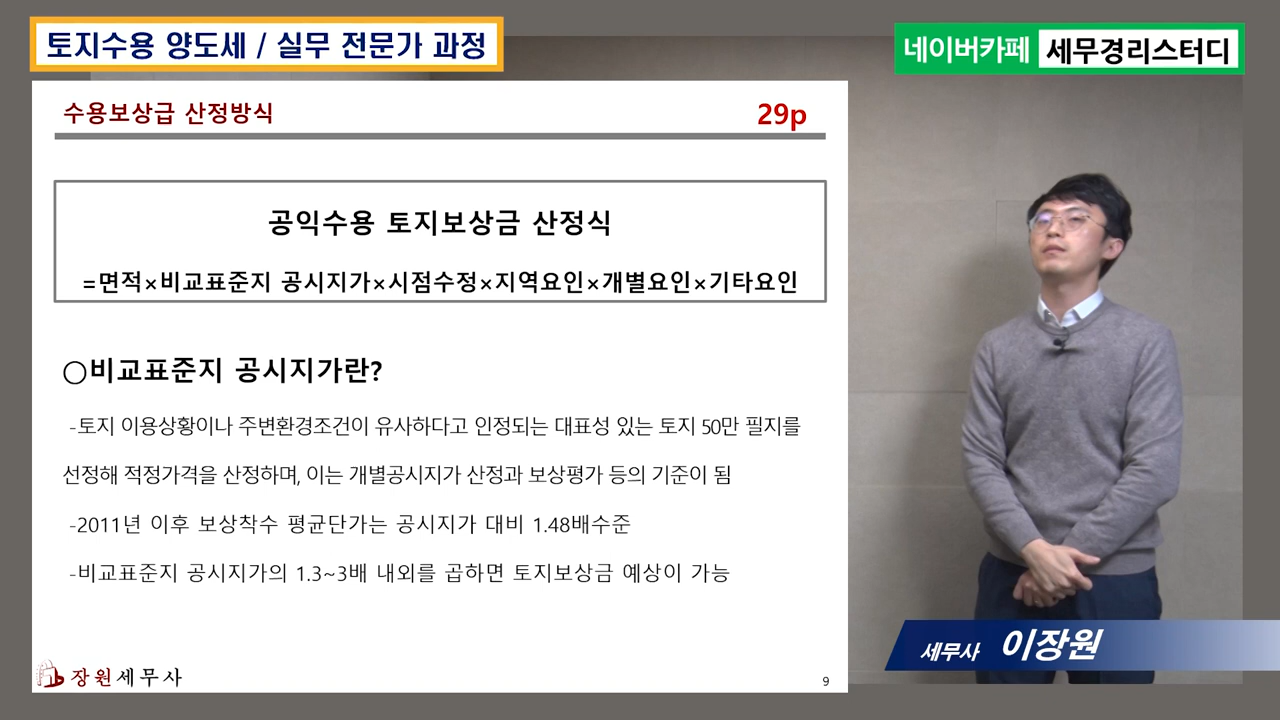 토지수용 양도세 / 실무 전문가 과정
네이버카페 세무경리스터디
수용보상급 산정방식
29p
공익수용 토지보상금 산정식
=면적×비교표준지 공시지가×시점수정×지역요인×개별요인×기타요인
○비교표준지 공시지가란?
-토지 이용상황이나 주변환경조건이 유사하다고 인정되는 대표성 있는 토지 50만 필지를
선정해 적정가격을 산정하며, 이는 개별공시지가 산정과 보상평가 등의 기준이 됨
-2011년 이후 보상착수 평균단가는 공시지가 대비 1.48배수준
-비교표준지 공시지가의 1.3~3배 내외를 곱하면 토지보상금 예상이 가능
세무사 이장원
장원세무사
9